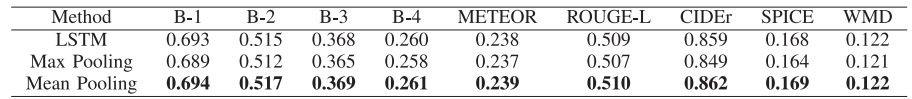 Method B-1 B-2 B-3 B-4 METEOR ROUGE-L CIDEr SPICE WMD
LSTM 0.693 0.515 0.368 0.260 0.238 0.509 0.859 0.168 0.122
Max Pooling 0.689 0.512 0.365 0.258 0.237 0.507 0.849 0.164 0.121
Mean Pooling 0.694 0.517 0.369 0.261 0.239 0.510 0.862 0.169 0.122